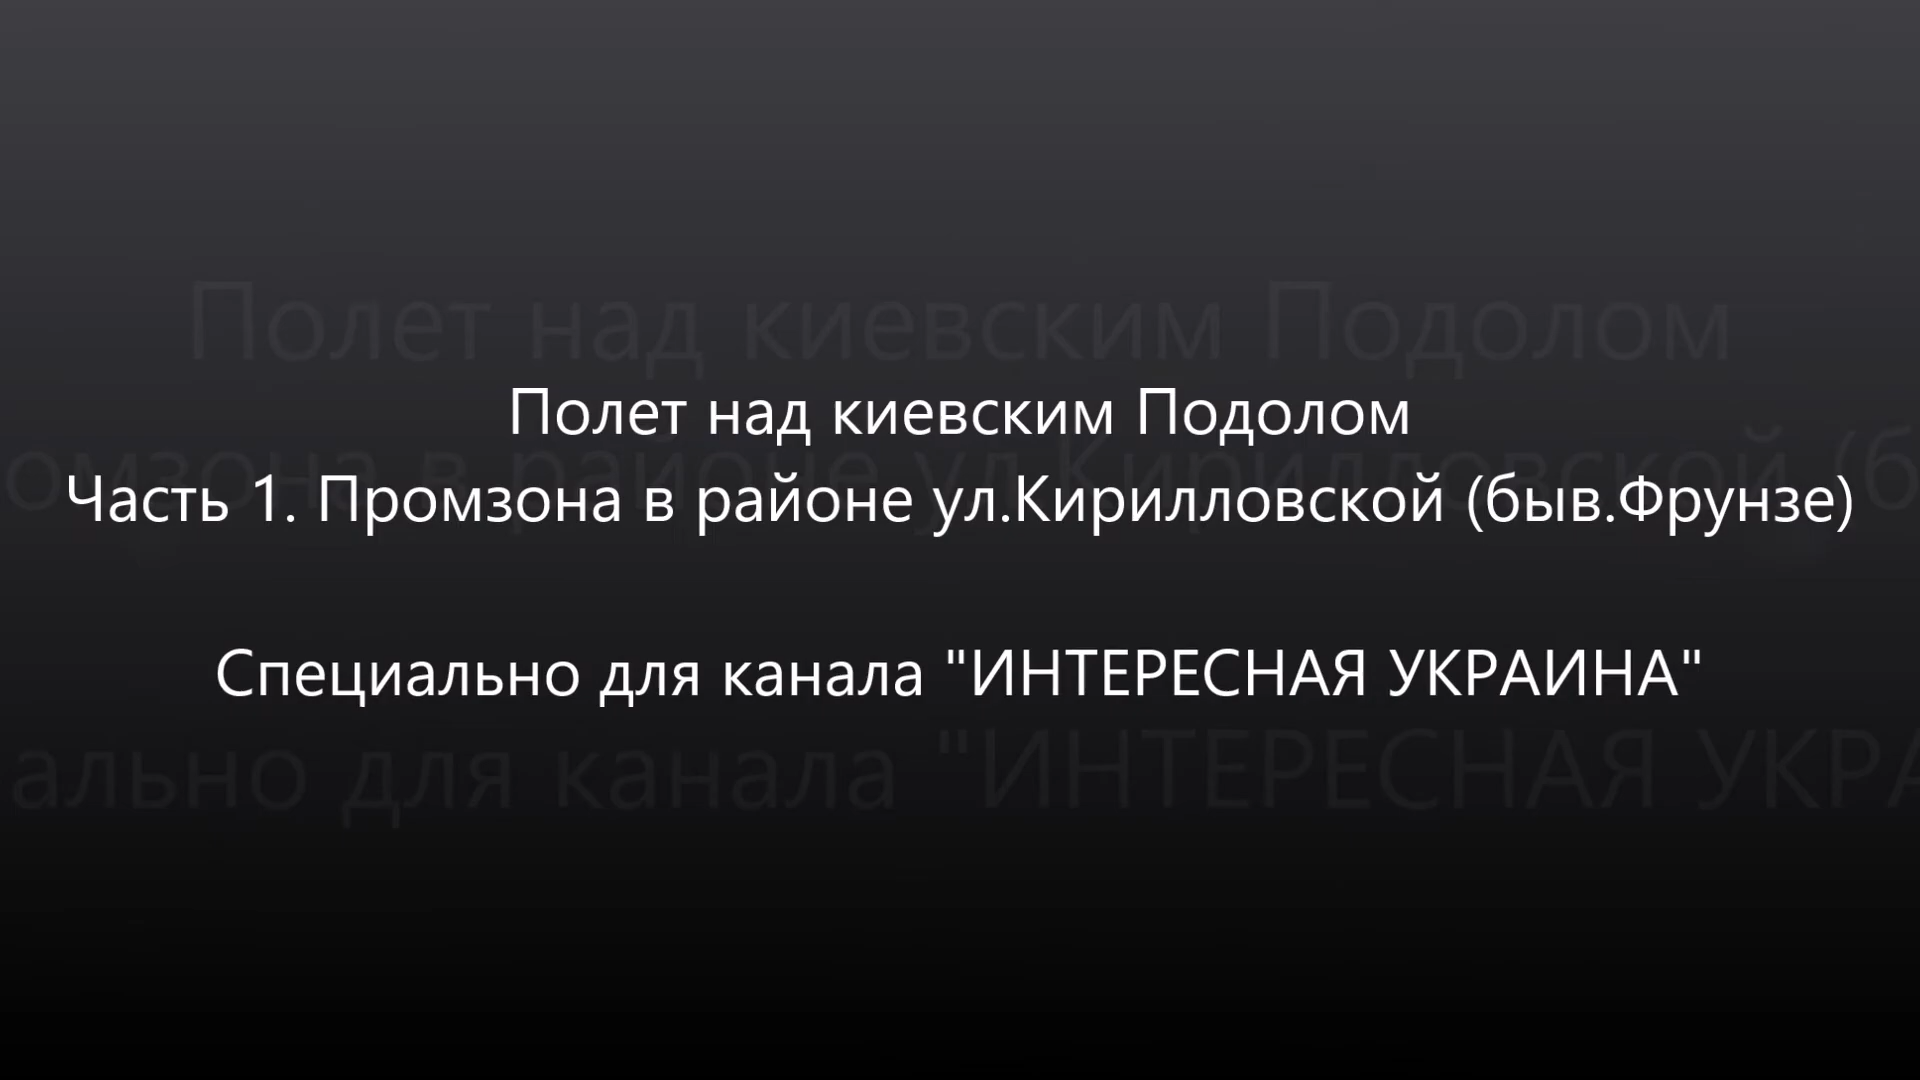 Полет над киевским Подолом
Часть 1. Промзона в районе ул.Кирилловской (быв.Фрунзе)
Специально для канала "ИНТЕРЕСНАЯ УКРАИНА"